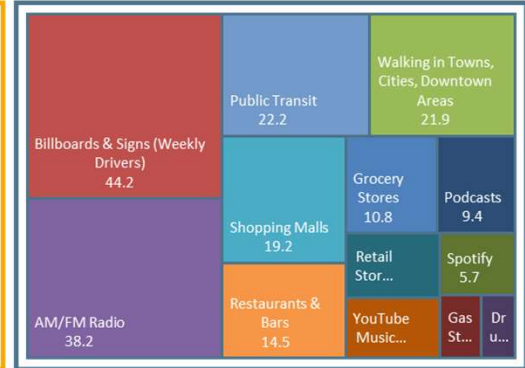 Billboards & Signs (Weekly
Drivers)
44.2
AM/FM Radio
38.2
Public Transit
22.2
Walking in Towns,
Cities, Downtown
Areas
21.9
Shopping Malls
19.2
Restaurants &
Bars
14.5
Grocery
Stores
10.8
Podcasts
9.4
Retail
Stor...
Spotify
5.7
YouTube
Music...
Gas
St...
Dr
u...